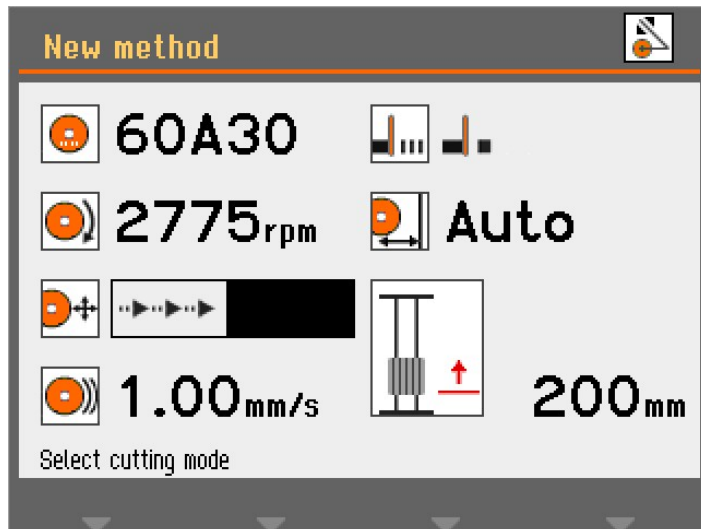 New method
60A30
2775rpm
Auto
1.00mm/s
200mm
Select cutting mode